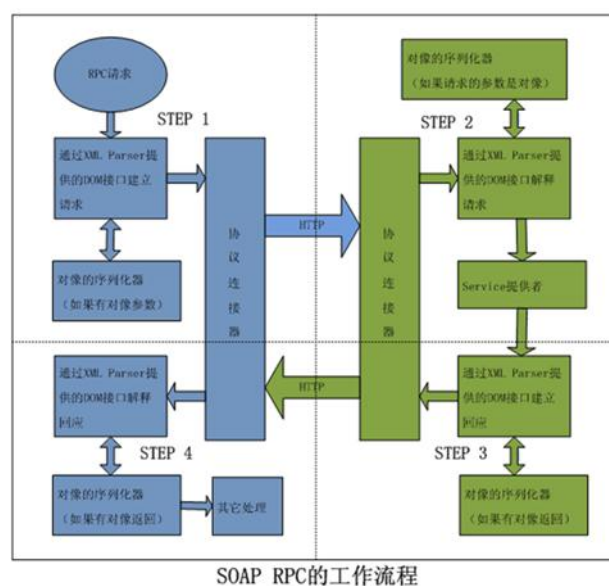 RPC请求
STEP 1
通过XML Parser提
供的DOM接口建立
请求
对像的序列化器
（如果有对像参数）
协
议
连
接
器
HTTP
对像的序列化器
（如果请求的参数是对像）
STEP 2
通过XML Parser提
供的DOM接口解释
请求
协
议
连
接
器
Service提供者
通过XML Parser提
供的DOM接口建立
回应
STEP 3
对像的序列化器
（如果有对像返回）
HTTP
通过XML Parser提
供的DOM接口解释
回应
STEP 4
对像的序列化器
（如果有对像返回）
其它处理
SOAP RPC的工作流程